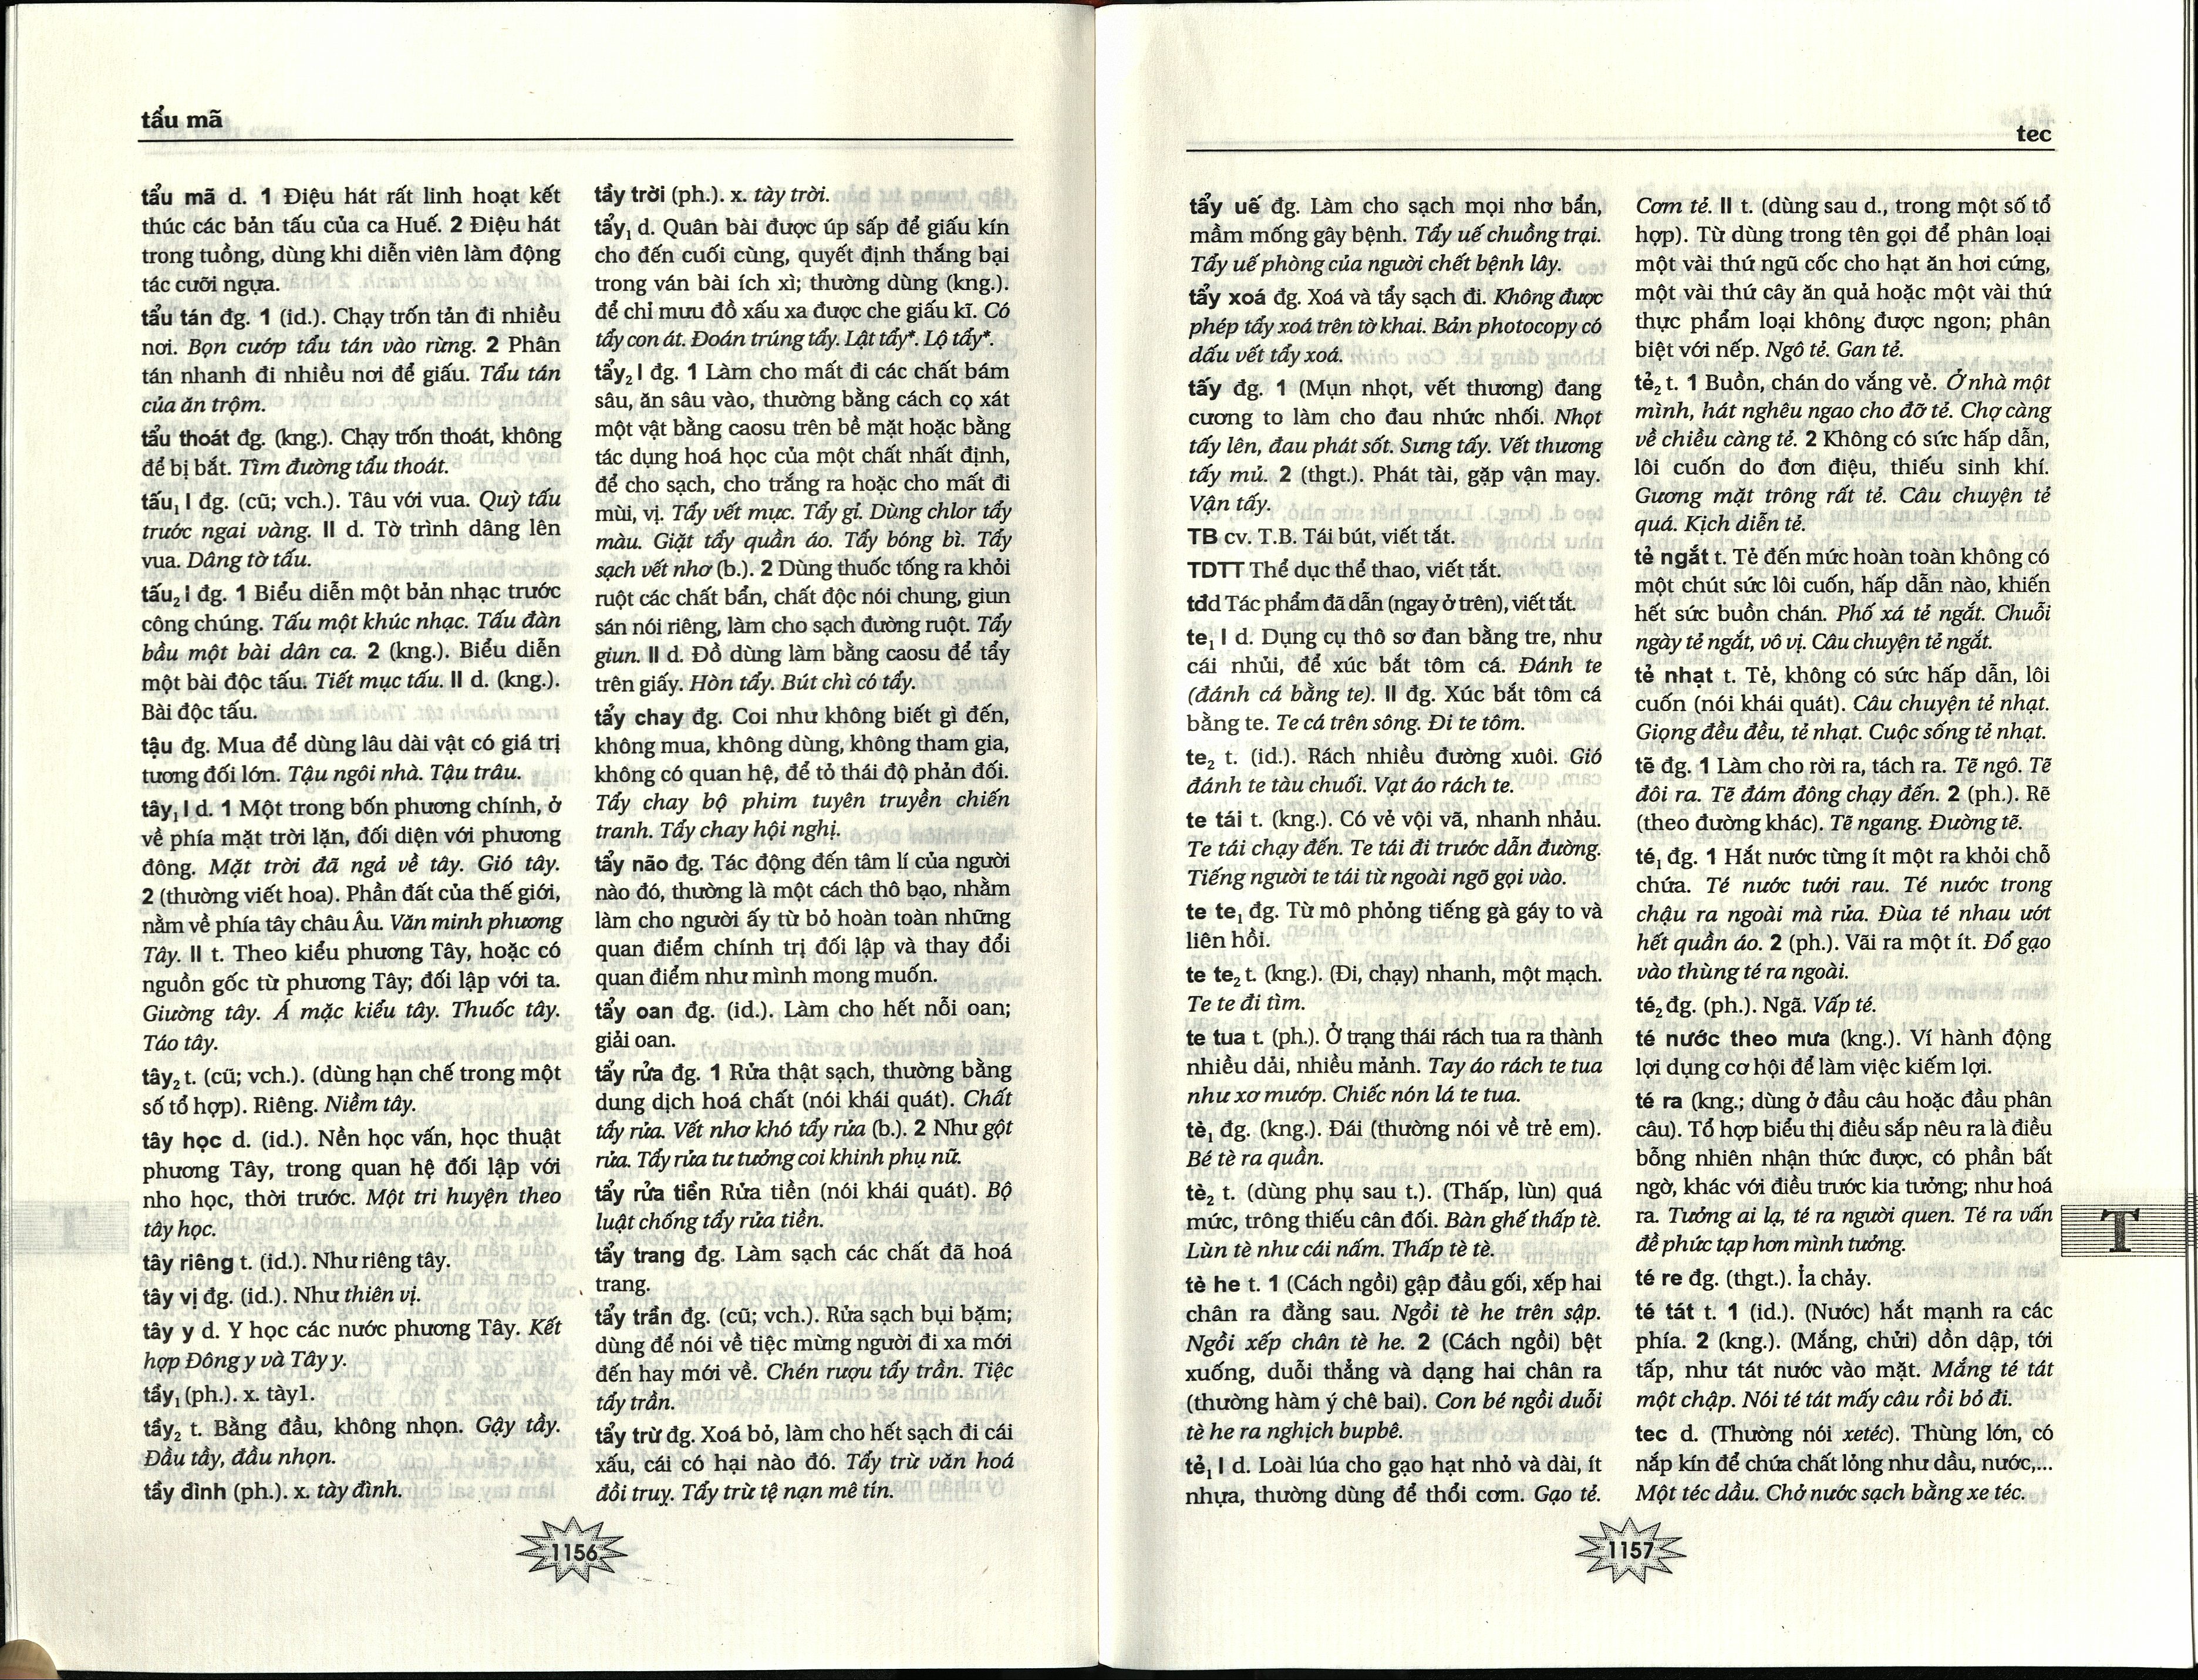 tẩu mã
tẩu mã d. 1 Điệu hát rất linh hoạt kết
thúc các bản tấu của ca Huế. 2 Điệu hát
trong tuồng, dùng khi diễn viên làm động
tác cưỡi ngựa.
tẩu tán đg. 1 (id.). Chạy trốn tản đi nhiều
nơi. Bọn cướp tẩu tán vào rừng. 2 Phân
tán nhanh đi nhiều nơi để giấu. Tẩu tán
của ăn trộm.
tẩu thoát đg. (kng.). Chạy trốn thoát, không
để bị bắt. Tìm đường tẩu thoát.
tấu₁ I đg. (cũ; vch.). Tâu với vua. Quỳ tấu
trước ngai vàng. II d. Tờ trình dâng lên
vua. Dâng tờ tấu.
tấu₂ I đg. 1 Biểu diễn một bản nhạc trước
công chúng. Tấu một khúc nhạc. Tấu đàn
bầu một bài dân ca. 2 (kng.). Biểu diễn
một bài độc tấu. Tiết mục tấu. II d. (kng.).
Bài độc tấu.
tậu đg. Mua để dùng lâu dài vật có giá trị
tương đối lớn. Tậu ngôi nhà. Tậu trâu.
tây₁ I d. 1 Một trong bốn phương chính, ở
về phía mặt trời lặn, đối diện với phương
đông. Mặt trời đã ngả về tây. Gió tây.
2 (thường viết hoa). Phần đất của thế giới,
nằm về phía tây châu Âu. Văn minh phương
Tây. II t. Theo kiểu phương Tây, hoặc có
nguồn gốc từ phương Tây; đối lập với ta.
Giường tây. Á mặc kiểu tây. Thuốc tây.
Táo tây.
tây₂ t. (cũ; vch.). (dùng hạn chế trong một
số tổ hợp). Riêng. Niềm tây.
tây học d. (id.). Nền học vấn, học thuật
phương Tây, trong quan hệ đối lập với
nho học, thời trước. Một tri huyện theo
tây học.
tây riêng t. (id.). Như riêng tây.
tây vị đg. (id.). Như thiên vị.
tây y d. Y học các nước phương Tây. Kết
hợp Đông y và Tây y.
tầy₁ (ph.). x. tày1.
tầy₂ t. Bằng đầu, không nhọn. Gậy tầy.
Đầu tầy, đầu nhọn.
tầy đình (ph.). x. tày đình.
tầy trời (ph.). x. tày trời.
tẩy₁ d. Quân bài được úp sấp để giấu kín
cho đến cuối cùng, quyết định thắng bại
trong ván bài ích xì; thường dùng (kng.).
để chỉ mưu đồ xấu xa được che giấu kĩ. Có
tẩy con át. Đoán trúng tẩy. Lật tẩy*. Lộ tẩy*.
tẩy₂ I đg. 1 Làm cho mất đi các chất bám
sâu, ăn sâu vào, thường bằng cách cọ xát
một vật bằng caosu trên bề mặt hoặc bằng
tác dụng hoá học của một chất nhất định,
để cho sạch, cho trắng ra hoặc cho mất đi
mùi, vị. Tẩy vết mực. Tẩy gỉ. Dùng chlor tẩy
màu. Giặt tẩy quần áo. Tẩy bóng bì. Tẩy
sạch vết nhơ (b.). 2 Dùng thuốc tống ra khỏi
ruột các chất bẩn, chất độc nói chung, giun
sán nói riêng, làm cho sạch đường ruột. Tẩy
giun. II d. Đồ dùng làm bằng caosu để tẩy
trên giấy. Hòn tẩy. Bút chì có tẩy.
tẩy chay đg. Coi như không biết gì đến,
không mua, không dùng, không tham gia,
không có quan hệ, để tỏ thái độ phản đối.
Tẩy chay bộ phim tuyên truyền chiến
tranh. Tẩy chay hội nghị.
tẩy não đg. Tác động đến tâm lí của người
nào đó, thường là một cách thô bạo, nhằm
làm cho người ấy từ bỏ hoàn toàn những
quan điểm chính trị đối lập và thay đổi
quan điểm như mình mong muốn.
tẩy oan đg. (id.). Làm cho hết nỗi oan;
giải oan.
tẩy rửa đg. 1 Rửa thật sạch, thường bằng
dung dịch hoá chất (nói khái quát). Chất
tẩy rửa. Vết nhơ khó tẩy rửa (b.). 2 Như gột
rửa. Tẩy rửa tư tưởng coi khinh phụ nữ.
tẩy rửa tiền Rửa tiền (nói khái quát). Bộ
luật chống tẩy rửa tiền.
tẩy trang đg. Làm sạch các chất đã hoá
trang.
tẩy trần đg. (cũ; vch.). Rửa sạch bụi bặm;
dùng để nói về tiệc mừng người đi xa mới
đến hay mới về. Chén rượu tẩy trần. Tiệc
tẩy trần.
tẩy trừ đg. Xoá bỏ, làm cho hết sạch đi cái
xấu, cái có hại nào đó. Tẩy trừ văn hoá
đồi truỵ. Tẩy trừ tệ nạn mê tín.
1156
tec
tẩy uế đg. Làm cho sạch mọi nhơ bẩn,
mầm mống gây bệnh. Tẩy uế chuồng trại.
Tẩy uế phòng của người chết bệnh lây.
tẩy xoá đg. Xoá và tẩy sạch đi. Không được
phép tẩy xoá trên tờ khai. Bản photocopy có
dấu vết tẩy xoá.
tấy đg. 1 (Mụn nhọt, vết thương) đang
cương to làm cho đau nhức nhối. Nhọt
tấy lên, đau phát sốt. Sưng tấy. Vết thương
tấy mủ. 2 (thgt.). Phát tài, gặp vận may.
Vận tấy.
TB cv. T.B. Tái bút, viết tắt.
TDTT Thể dục thể thao, viết tắt.
tđd Tác phẩm đã dẫn (ngay ở trên), viết tắt.
te₁ I d. Dụng cụ thô sơ đan bằng tre, như
cái nhủi, để xúc bắt tôm cá. Đánh te
(đánh cá bằng te). II đg. Xúc bắt tôm cá
bằng te. Te cá trên sông. Đi te tôm.
te₂ t. (id.). Rách nhiều đường xuôi. Gió
đánh te tàu chuối. Vạt áo rách te.
te tái t. (kng.). Có vẻ vội vã, nhanh nhảu.
Te tái chạy đến. Te tái đi trước dẫn đường.
Tiếng người te tái từ ngoài ngõ gọi vào.
te te₁ đg. Từ mô phỏng tiếng gà gáy to và
liên hồi.
te te₂ t. (kng.). (Đi, chạy) nhanh, một mạch.
Te te đi tìm.
te tua t. (ph.). Ở trạng thái rách tua ra thành
nhiều dải, nhiều mảnh. Tay áo rách te tua
như xơ mướp. Chiếc nón lá te tua.
tè₁ đg. (kng.). Đái (thường nói về trẻ em).
Bé tè ra quần.
tè₂ t. (dùng phụ sau t.). (Thấp, lùn) quá
mức, trông thiếu cân đối. Bàn ghế thấp tè.
Lùn tè như cái nấm. Thấp tè tè.
tè he t. 1 (Cách ngồi) gập đầu gối, xếp hai
chân ra đằng sau. Ngồi tè he trên sập.
Ngồi xếp chân tè he. 2 (Cách ngồi) bệt
xuống, duỗi thẳng và dạng hai chân ra
(thường hàm ý chê bai). Con bé ngồi duỗi
tè he ra nghịch bupbê.
tẻ₁ I d. Loài lúa cho gạo hạt nhỏ và dài, ít
nhựa, thường dùng để thổi cơm. Gạo tẻ.
Cơm tẻ. II t. (dùng sau d., trong một số tổ
hợp). Từ dùng trong tên gọi để phân loại
một vài thứ ngũ cốc cho hạt ăn hơi cứng,
một vài thứ cây ăn quả hoặc một vài thứ
thực phẩm loại không được ngon; phân
biệt với nếp. Ngô tẻ. Gan tẻ.
tẻ₂ t. 1 Buồn, chán do vắng vẻ. Ở nhà một
mình, hát nghêu ngao cho đỡ tẻ. Chợ càng
về chiều càng tẻ. 2 Không có sức hấp dẫn,
lôi cuốn do đơn điệu, thiếu sinh khí.
Gương mặt trông rất tẻ. Câu chuyện tẻ
quá. Kịch diễn tẻ.
tẻ ngắt t. Tẻ đến mức hoàn toàn không có
một chút sức lôi cuốn, hấp dẫn nào, khiến
hết sức buồn chán. Phố xá tẻ ngắt. Chuỗi
ngày tẻ ngắt, vô vị. Câu chuyện tẻ ngắt.
tẻ nhạt t. Tẻ, không có sức hấp dẫn, lôi
cuốn (nói khái quát). Câu chuyện tẻ nhạt.
Giọng đều đều, tẻ nhạt. Cuộc sống tẻ nhạt.
tẽ đg. 1 Làm cho rời ra, tách ra. Tẽ ngô. Tẽ
đôi ra. Tẽ đám đông chạy đến. 2 (ph.). Rẽ
(theo đường khác). Tẽ ngang. Đường tẽ.
té₁ đg. 1 Hắt nước từng ít một ra khỏi chỗ
chứa. Té nước tưới rau. Té nước trong
chậu ra ngoài mà rửa. Đùa té nhau ướt
hết quần áo. 2 (ph.). Vãi ra một ít. Đổ gạo
vào thùng té ra ngoài.
té₂ đg. (ph.). Ngã. Vấp té.
té nước theo mưa (kng.). Ví hành động
lợi dụng cơ hội để làm việc kiếm lợi.
té ra (kng.; dùng ở đầu câu hoặc đầu phân
câu). Tổ hợp biểu thị điều sắp nêu ra là điều
bỗng nhiên nhận thức được, có phần bất
ngờ, khác với điều trước kia tưởng; như hoá
ra. Tưởng ai lạ, té ra người quen. Té ra vấn
đề phức tạp hơn mình tưởng.
té re đg. (thgt.). Ỉa chảy.
té tát t. 1 (id.). (Nước) hắt mạnh ra các
phía. 2 (kng.). (Mắng, chửi) dồn dập, tới
tấp, như tát nước vào mặt. Mắng té tát
một chập. Nói té tát mấy câu rồi bỏ đi.
tec d. (Thường nói xetéc). Thùng lớn, có
nắp kín để chứa chất lỏng như dầu, nước,...
Một téc dầu. Chở nước sạch bằng xe téc.
T
1157